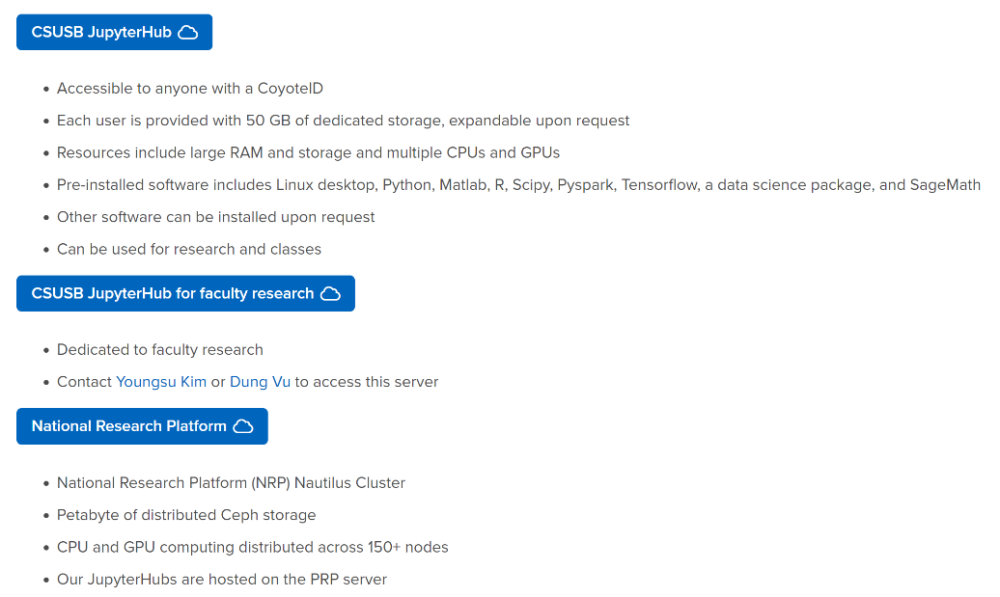 CSUSB JupyterHub
Accessible to anyone with a CoyoteID
Each user is provided with 50 GB of dedicated storage, expandable upon request
Resources include large RAM and storage and multiple CPUs and GPUs
Pre-installed software includes Linux desktop, Python, Matlab, R, Scipy, Pyspark, Tensorflow, a data science package, and SageMath
Other software can be installed upon request
Can be used for research and classes
CSUSB JupyterHub for faculty research
Dedicated to faculty research
Contact Youngsu Kim or Dung Vu to access this server
National Research Platform
National Research Platform (NRP) Nautilus Cluster
Petabyte of distributed Ceph storage
CPU and GPU computing distributed across 150+ nodes
Our JupyterHubs are hosted on the PRP server